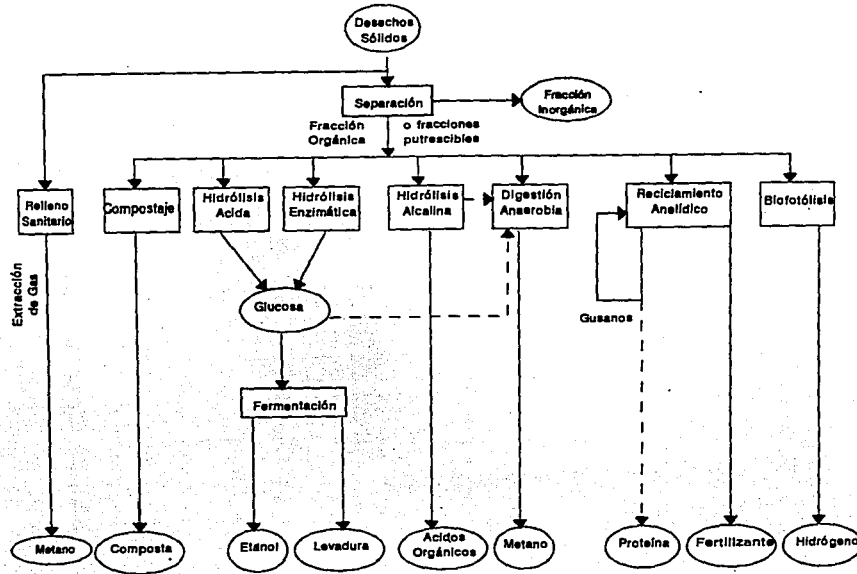 Desechos
Sólidos
Separación
Fracción
Inorgánica
Fracción
Orgánica
o fracciones
putrescibles
Relleno
Sanitario
Compostaje
Hidrólisis
Acida
Hidrólisis
Enzimática
Hidrólisis
Alcalina
Digestión
Anaerobia
Reciclamiento
Anelídico
Biofotólisis
Extracción
de Gas
Glucosa
Gusanos
Fermentación
Metano
Composta
Etanol
Levadura
Acidos
Orgánicos
Metano
Proteína
Fertilizante
Hidrógeno